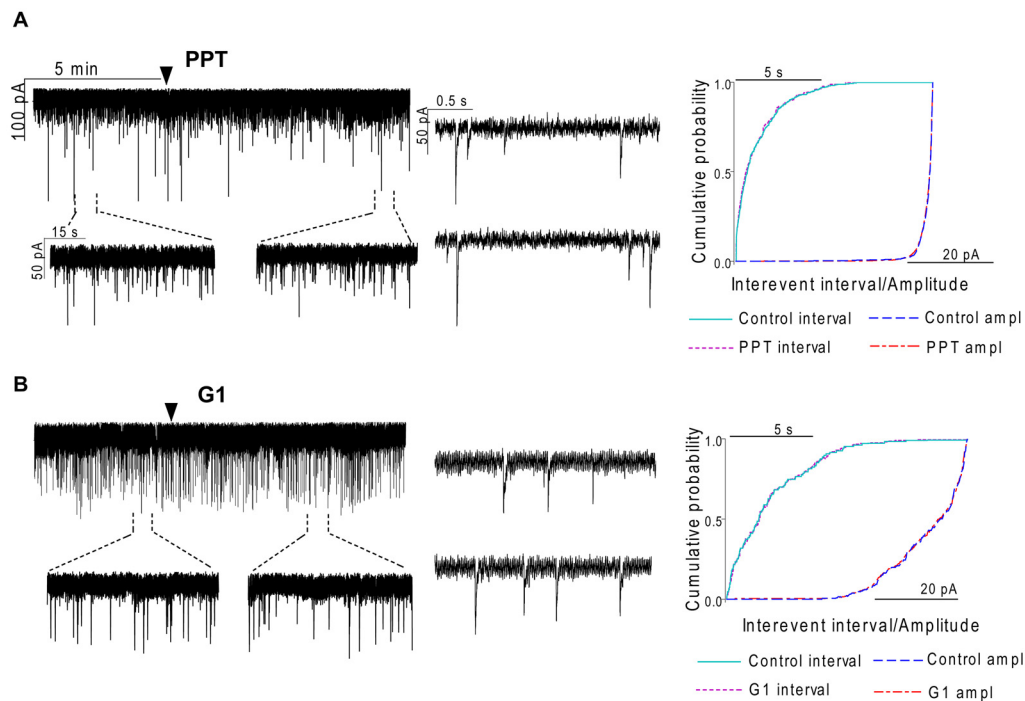 A
PPT
5 min
100 pA
0.5 s
50 pA
15 s
50 pA
5 s
1.0
0.5
0.0
Cumulative probability
20 pA
Interevent interval/Amplitude
Control interval
Control ampl
PPT interval
PPT ampl
B
G1
5 s
1.0
0.5
0.0
Cumulative probability
20 pA
Interevent interval/Amplitude
Control interval
Control ampl
G1 interval
G1 ampl